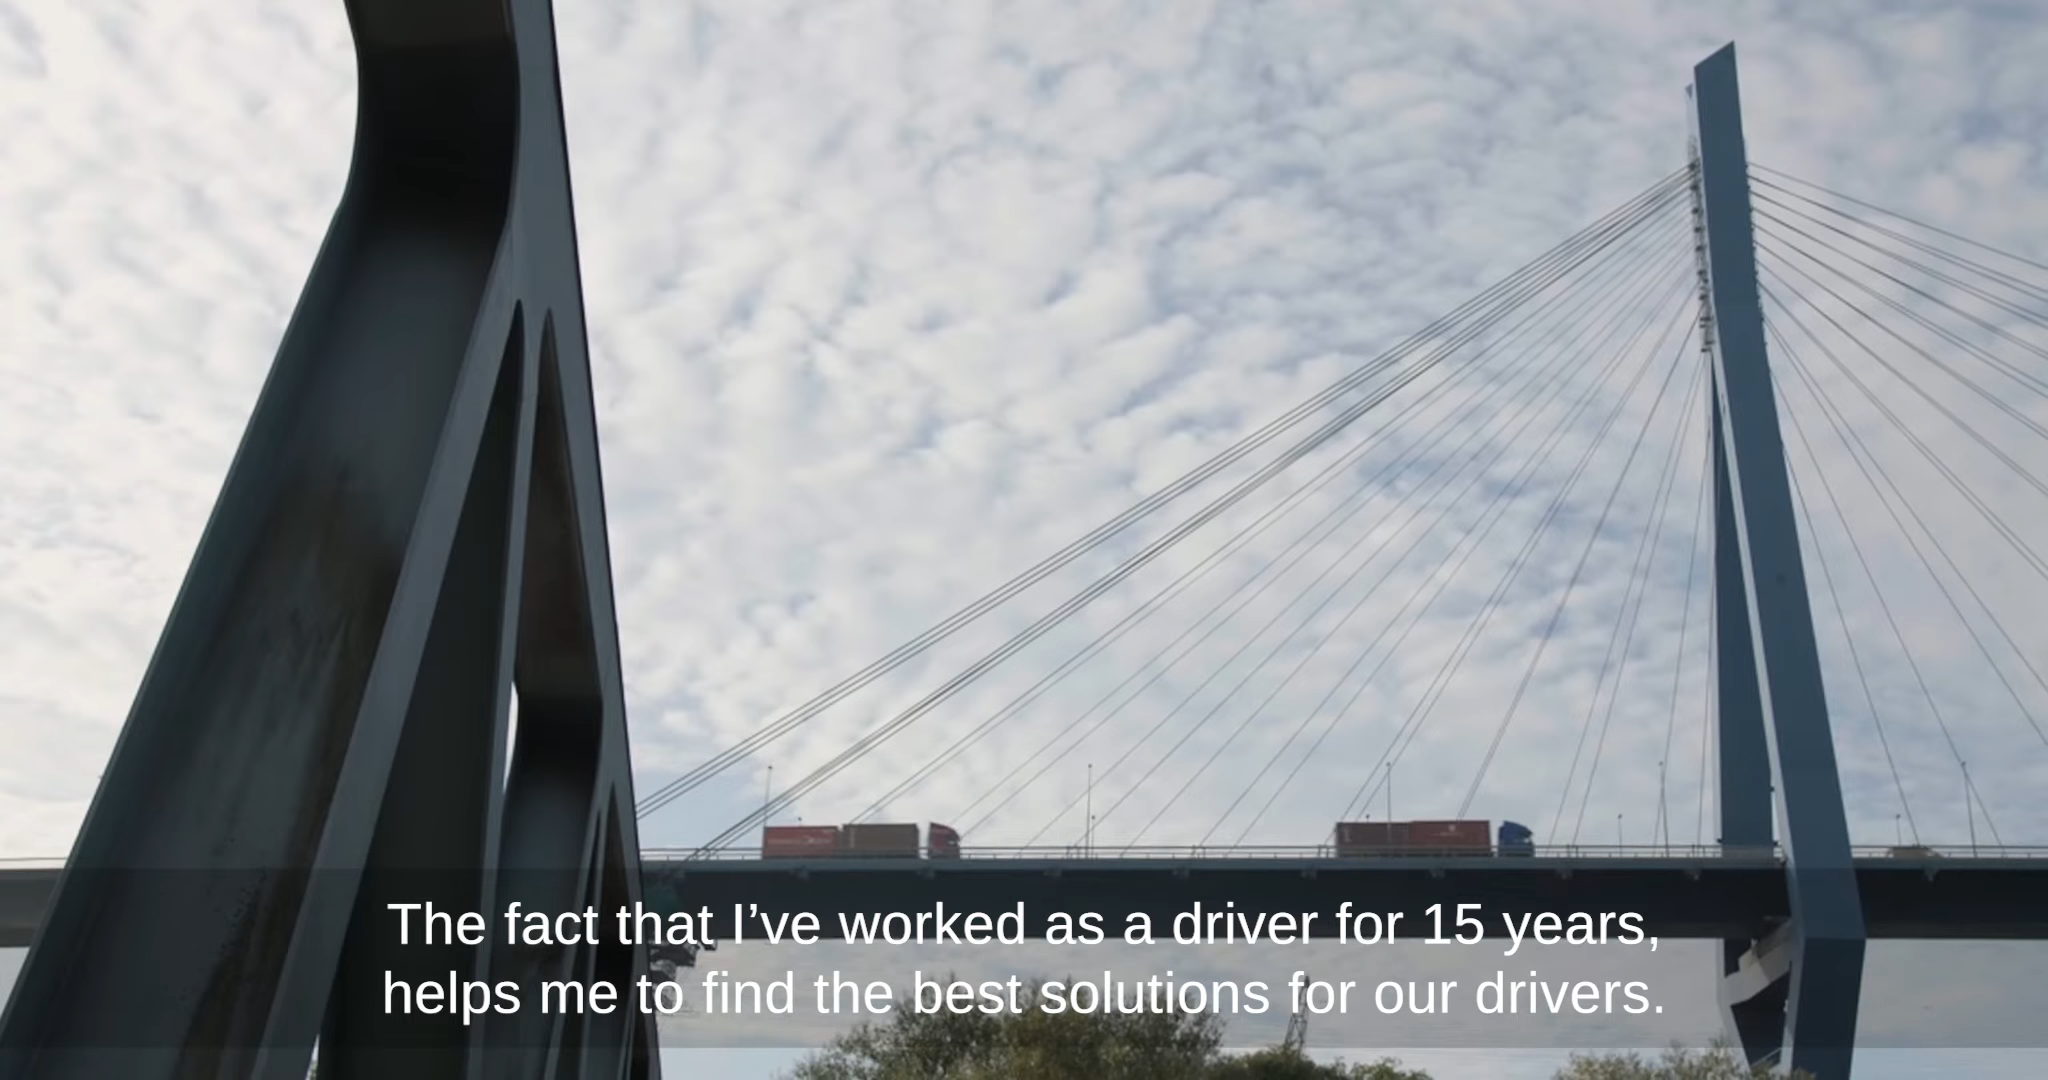 The fact that I’ve worked as a driver for 15 years,
helps me to find the best solutions for our drivers.